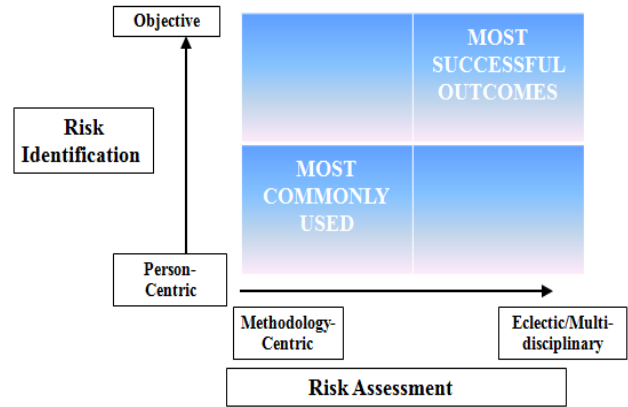 Objective
MOST
SUCCESSFUL
OUTCOMES
Risk
Identification
MOST
COMMONLY
USED
Person-
Centric
Methodology-
Centric
Eclectic/Multi-
disciplinary
Risk Assessment